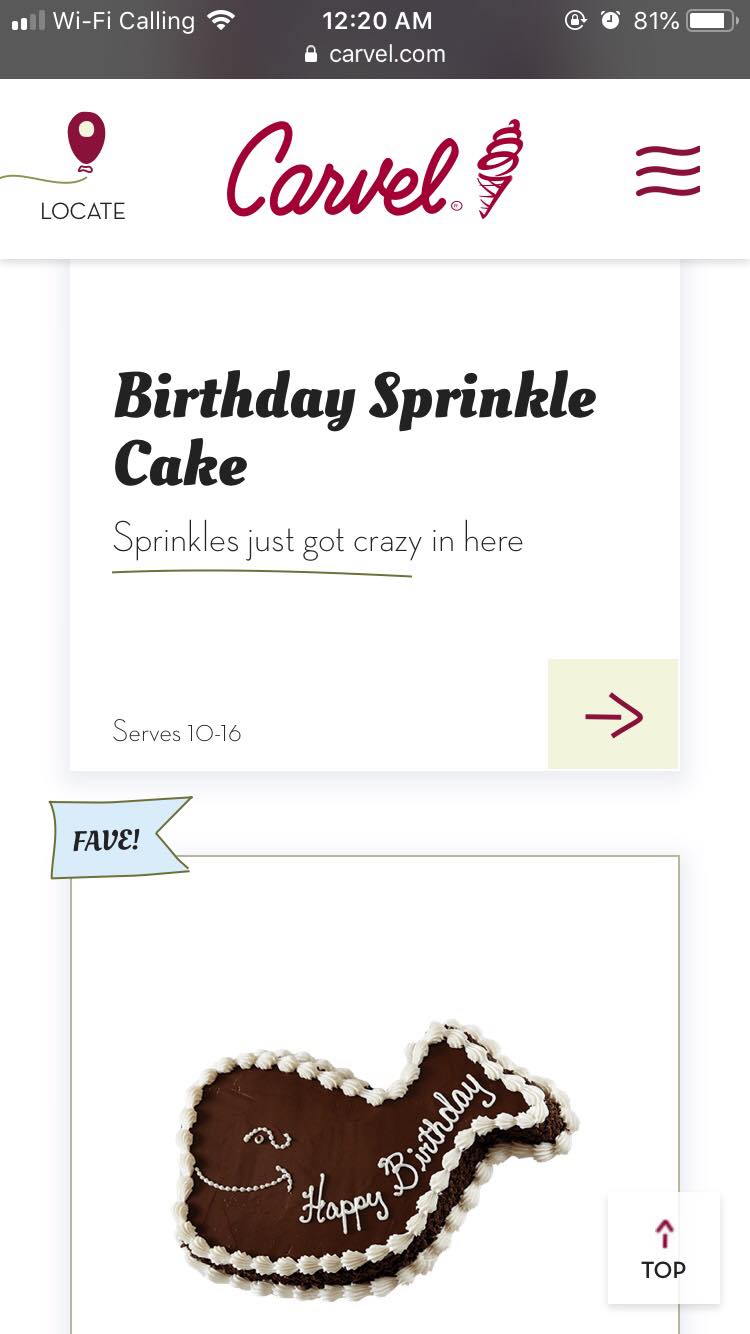 Wi-Fi Calling 12:20 AM 81%
carvel.com
LOCATE
Carvel®
Birthday Sprinkle
Cake
Sprinkles just got crazy in here
Serves 10-16
FAVE!
Happy Birthday
TOP